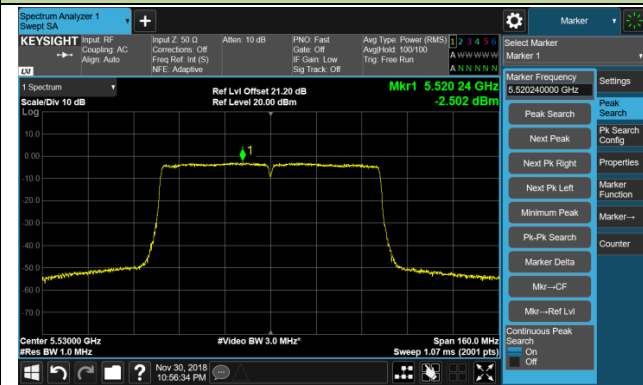 Spectrum Analyzer 1
Swept SA
Marker
KEYSIGHT
Input: RF
Coupling: AC
Align: Auto
Input Z: 50 Ω
Corrections: Off
Freq Ref: Int (S)
NFE: Adaptive
Atten: 10 dB
PNO: Fast
Gate: Off
IF Gain: Low
Sig Track: Off
Avg Type: Power (RMS)
Avg|Hold: 100/100
Trig: Free Run
1 2 3 4 5 6
A W W W W W
A N N N N N
LXI
Select Marker
Marker 1
1 Spectrum
Scale/Div 10 dB
Ref Lvl Offset 21.20 dB
Ref Level 20.00 dBm
Mkr1 5.520 24 GHz
-2.502 dBm
Log
10.0
0.00
-10.0
-20.0
-30.0
-40.0
-50.0
-60.0
-70.0
1
Center 5.53000 GHz
#Res BW 1.0 MHz
#Video BW 3.0 MHz*
Span 160.0 MHz
Sweep 1.07 ms (2001 pts)
Marker Frequency
5.520240000 GHz
Peak Search
Next Peak
Next Pk Right
Next Pk Left
Minimum Peak
Pk-Pk Search
Marker Delta
Mkr→CF
Mkr→Ref Lvl
Continuous Peak
Search
On
Off
Settings
Peak
Search
Pk Search
Config
Properties
Marker
Function
Marker→
Counter
Nov 30, 2018
10:56:34 PM